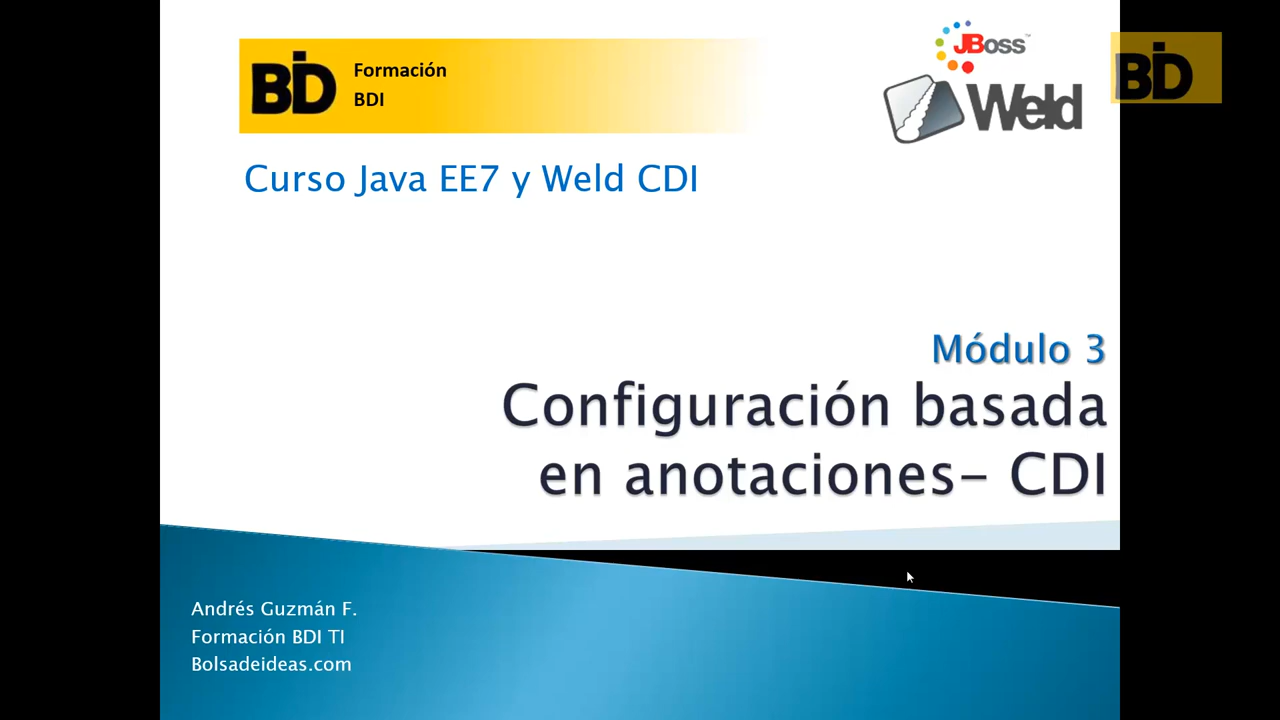 BDI
Formación
BDI
JBoss
Weld
BDI
Curso Java EE7 y Weld CDI
Módulo 3
Configuración basada
en anotaciones- CDI
Andrés Guzmán F.
Formación BDI TI
Bolsadeideas.com